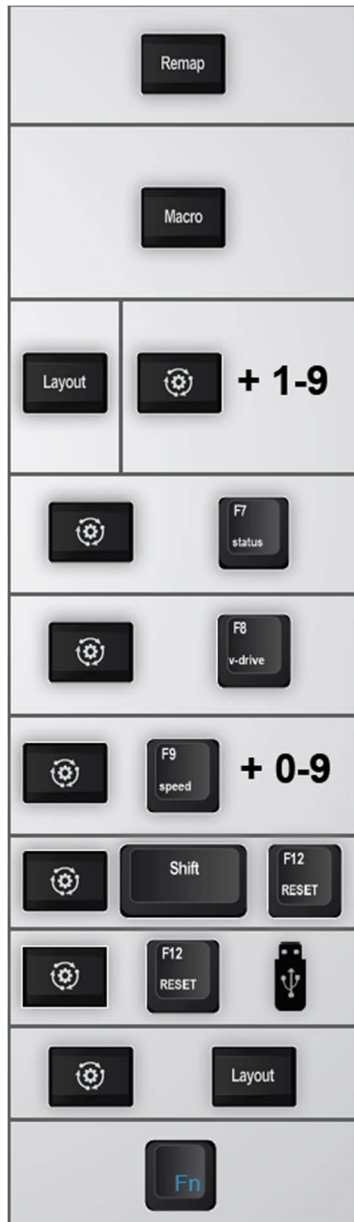 Remap
Macro
Layout + 1-9
F7
status
F8
v-drive
F9
speed
+ 0-9
Shift
F12
RESET
F12
RESET
Layout
Fn